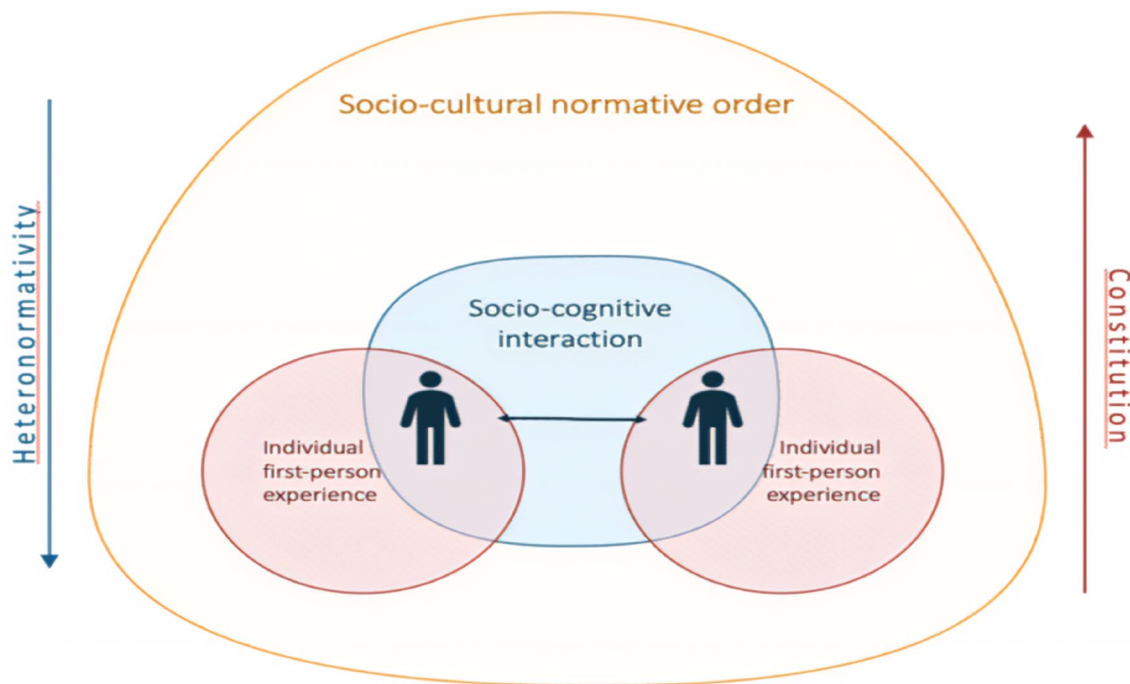 Socio-cultural normative order
Heteronormativity
Constitution
Socio-cognitive
interaction
Individual
first-person
experience
Individual
first-person
experience